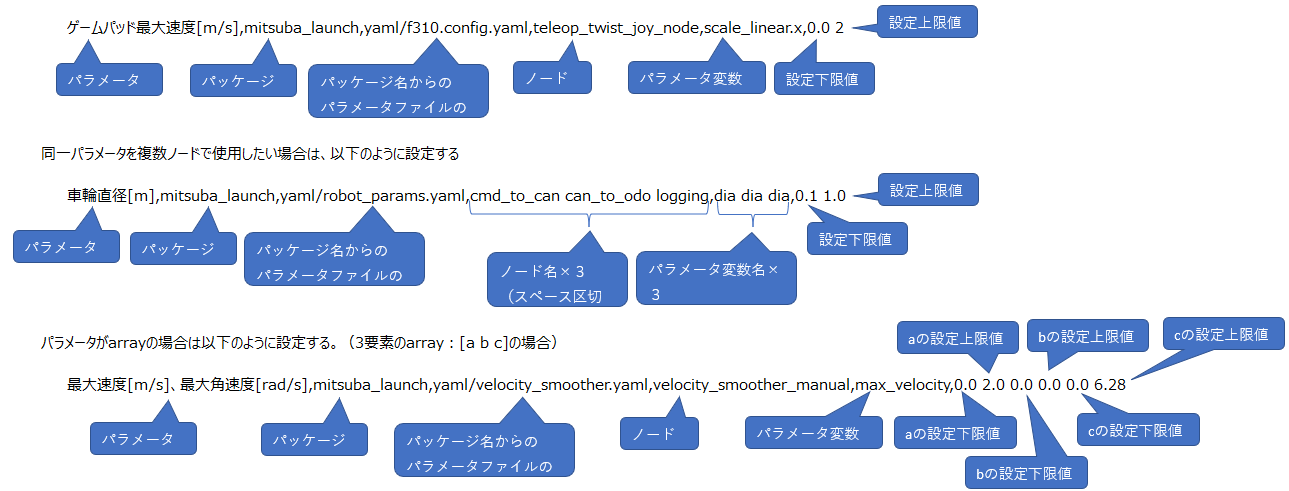 ゲームパッド最大速度[m/s],mitsuba_launch,yaml/f310.config.yaml,teleop_twist_joy_node,scale_linear.x,0.0 2
設定上限値
パラメータ
パッケージ
パッケージ名からの
パラメータファイルの
ノード
パラメータ変数
設定下限値
同一パラメータを複数ノードで使用したい場合は、以下のように設定する
車輪直径[m],mitsuba_launch,yaml/robot_params.yaml,cmd_to_can can_to_odo logging,dia dia dia,0.1 1.0
設定上限値
パラメータ
パッケージ
パッケージ名からの
パラメータファイルの
ノード名×３
（スペース区切
パラメータ変数名×
３
設定下限値
パラメータがarrayの場合は以下のように設定する。（3要素のarray：[a b c]の場合）
aの設定上限値
bの設定上限値
cの設定上限値
最大速度[m/s]、最大角速度[rad/s],mitsuba_launch,yaml/velocity_smoother.yaml,velocity_smoother_manual,max_velocity,0.0 2.0 0.0 0.0 0.0 6.28
パラメータ
パッケージ
パッケージ名からの
パラメータファイルの
ノード
パラメータ変数
aの設定下限値
bの設定下限値
cの設定下限値